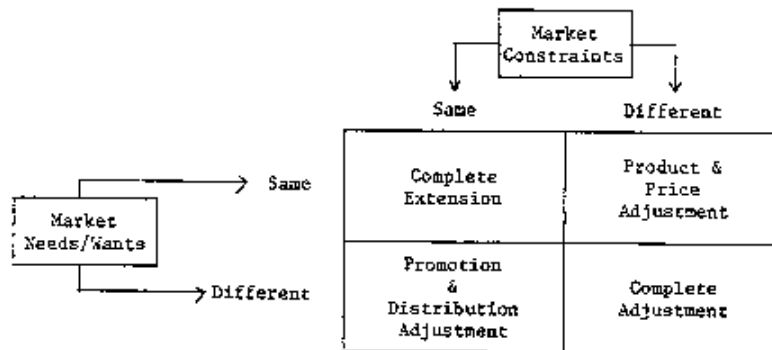 Market
Constraints
Same
Different
Same
Complete
Extension
Product &
Price
Adjustment
Market
Needs/Wants
Different
Promotion
&
Distribution
Adjustment
Complete
Adjustment